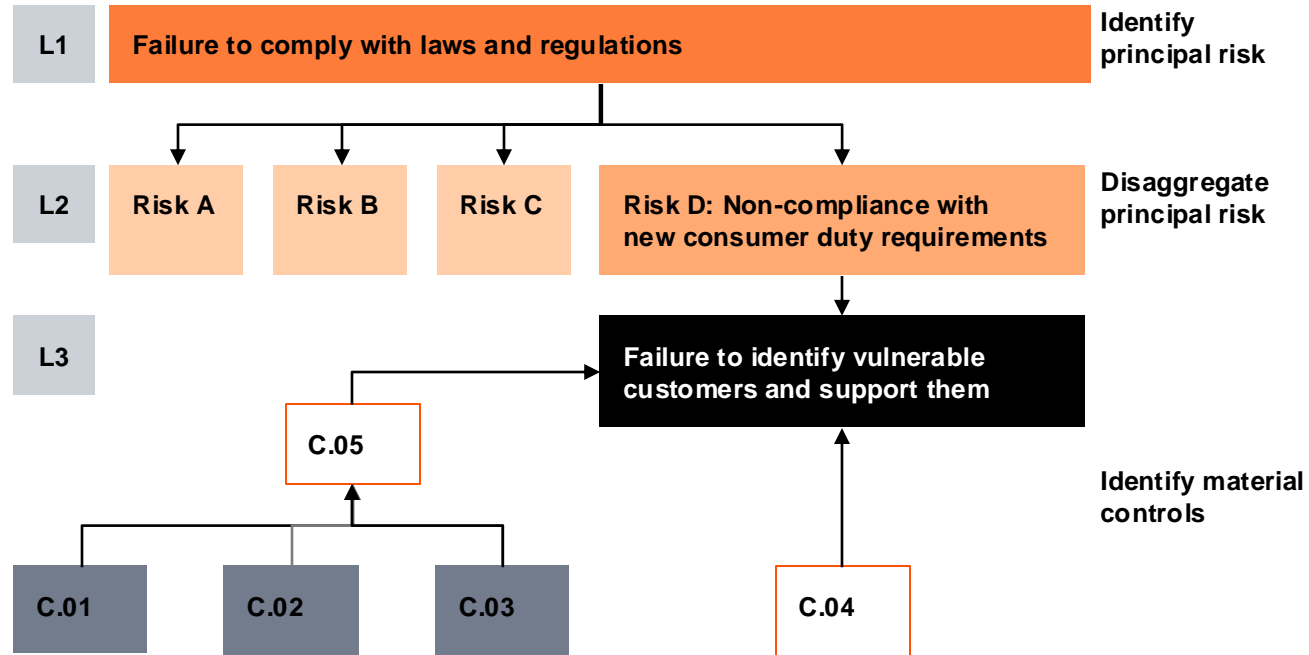 L1
Failure to comply with laws and regulations
Identify
principal risk
L2
Risk A
Risk B
Risk C
Risk D: Non-compliance with
new consumer duty requirements
Disaggregate
principal risk
L3
Failure to identify vulnerable
customers and support them
C.05
Identify material
controls
C.01
C.02
C.03
C.04